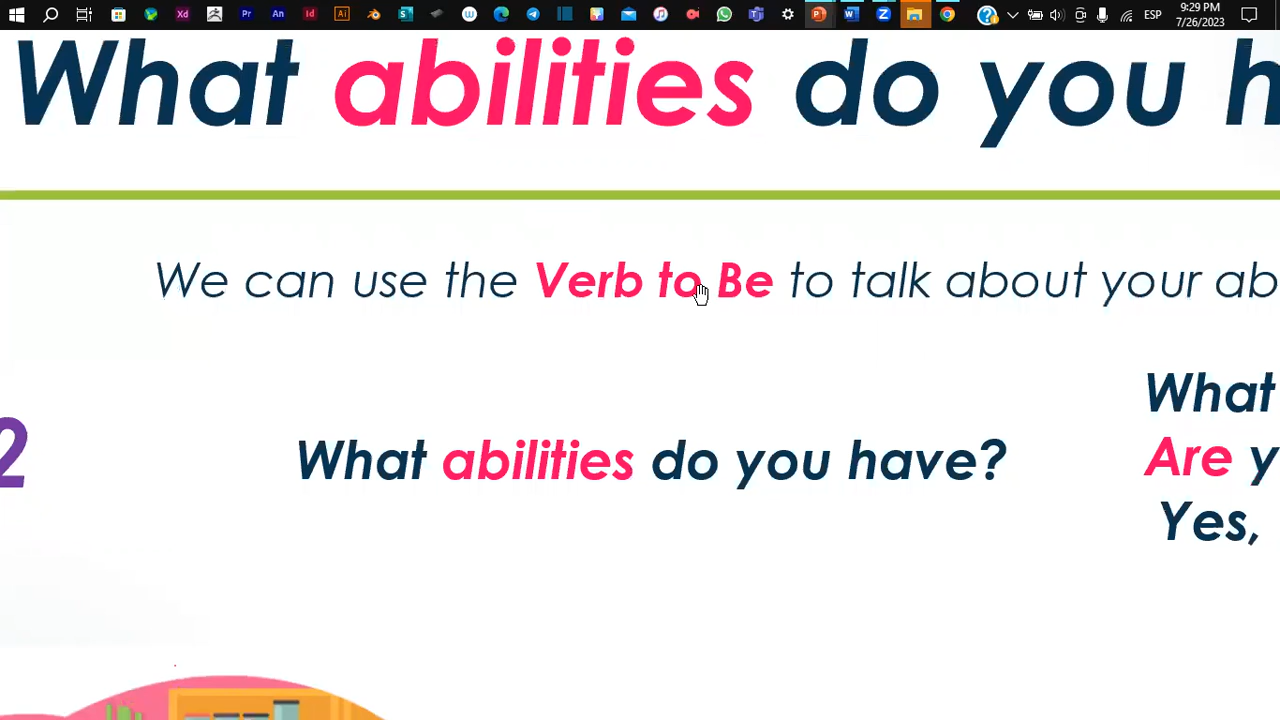 ESP
9:29 PM
7/26/2023
What abilities do you h
We can use the Verb to Be to talk about your ab
What
2
What abilities do you have?
Are y
Yes,